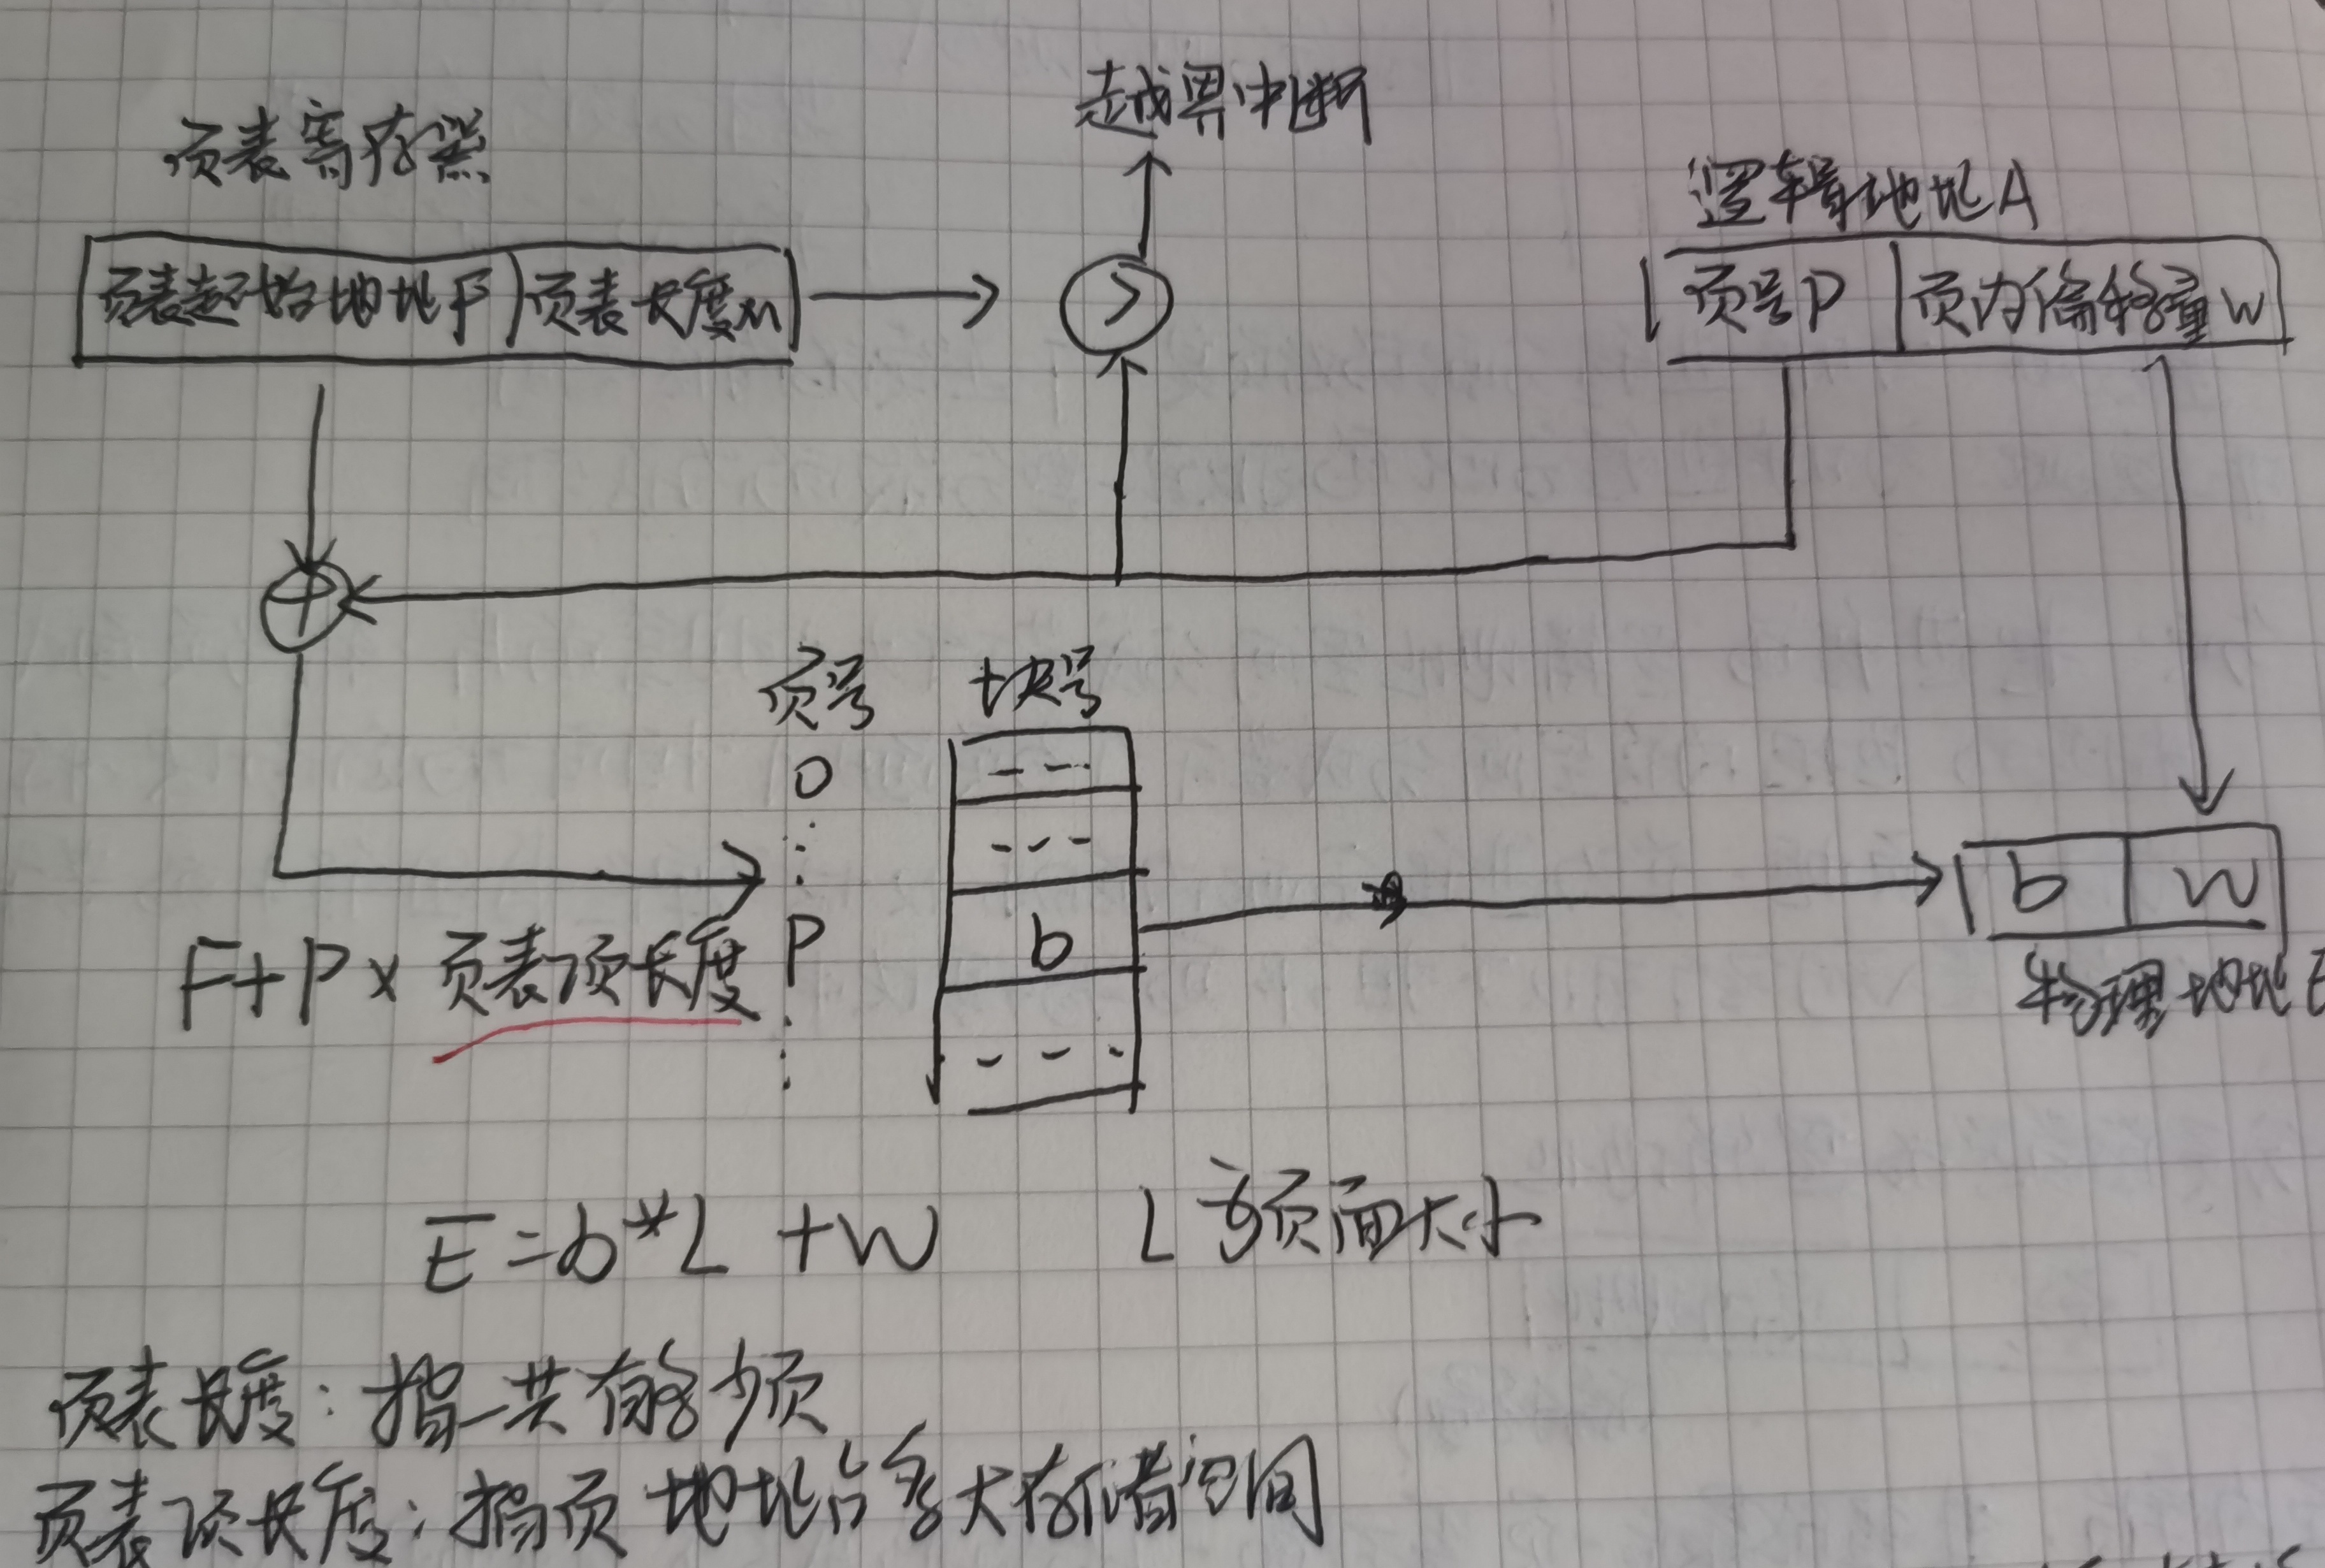 越界中断
页表寄存器
逻辑地址A
页表起始地址F 页表长度M
>
页号P 页内偏移量W
+
页号 块号
0
b
b W
F+P× 页表项长度 P
物理地址E
E=b*L+W L为页面大小
页表长度:指一共有多少页
页表项长度:指页地址占多大存储空间